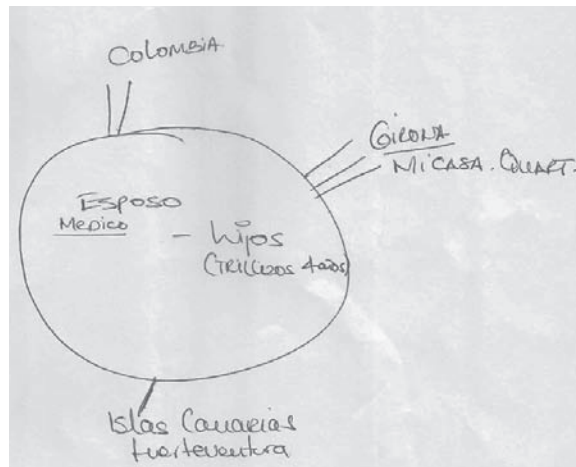 COLOMBIA
GIRONA
MI CASA. QUART.
ESPOSO
MEDICO
- hijos
(TRILLIZOS 4 años)
Islas Canarias
fuerteventura